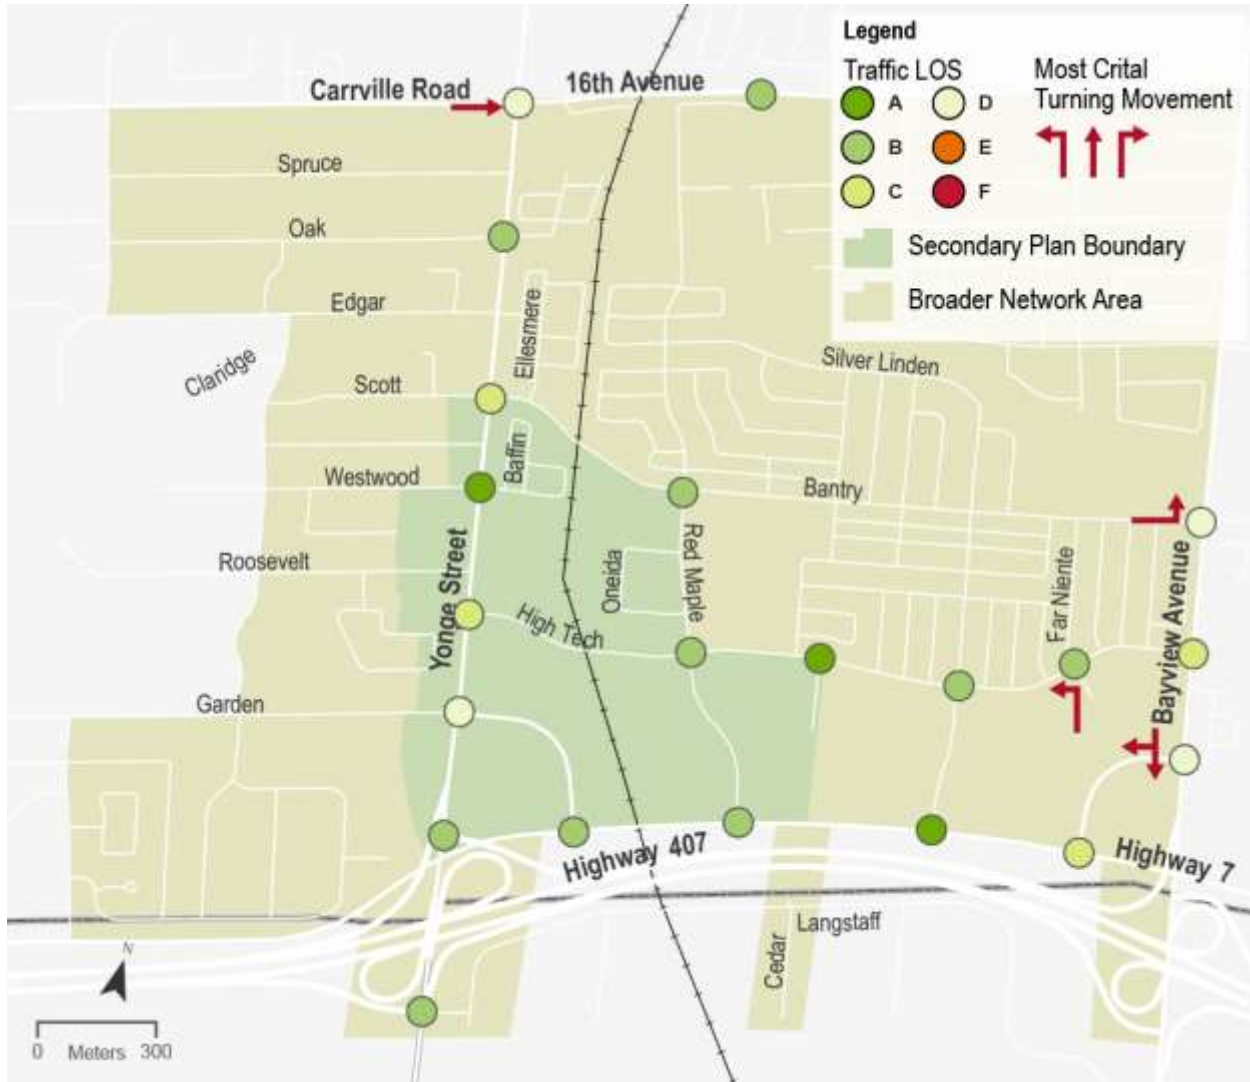 Legend
Traffic LOS
A
B
C
D
E
F
Most Crital
Turning Movement
Secondary Plan Boundary
Broader Network Area
Carrville Road
16th Avenue
Spruce
Oak
Edgar
Ellesmere
Claridge
Scott
Silver Linden
Baffin
Westwood
Bantry
Roosevelt
Yonge Street
Oneida
Red Maple
Far Niente
Bayview Avenue
High Tech
Garden
Highway 407
Highway 7
Langstaff
Cedar
N
0 Meters 300